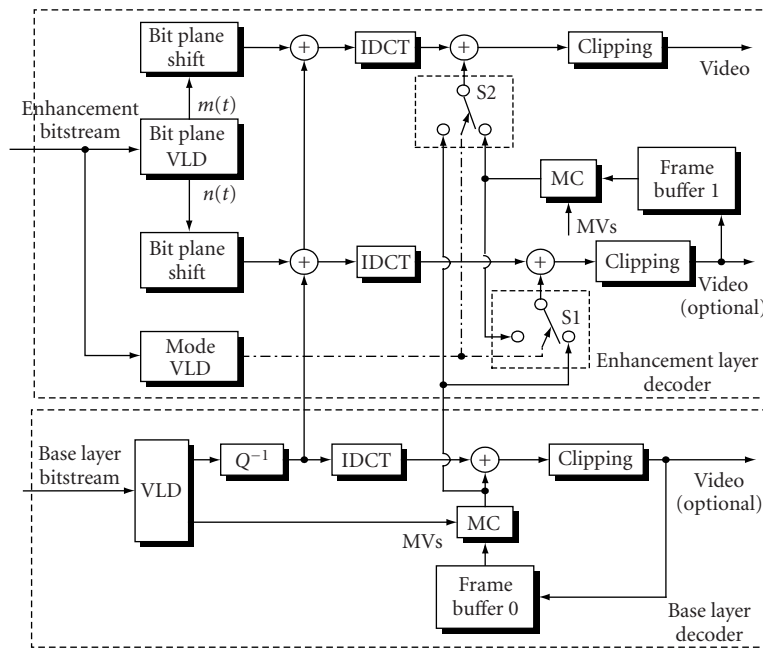 Bit plane
shift
IDCT
Clipping
Video
S2
m(t)
Enhancement
bitstream
Bit plane
VLD
n(t)
MC
Frame
buffer 1
MVs
Bit plane
shift
IDCT
Clipping
Video
(optional)
S1
Mode
VLD
Enhancement layer
decoder
Base layer
bitstream
VLD
Q⁻¹
IDCT
Clipping
Video
(optional)
MVs
MC
Frame
buffer 0
Base layer
decoder